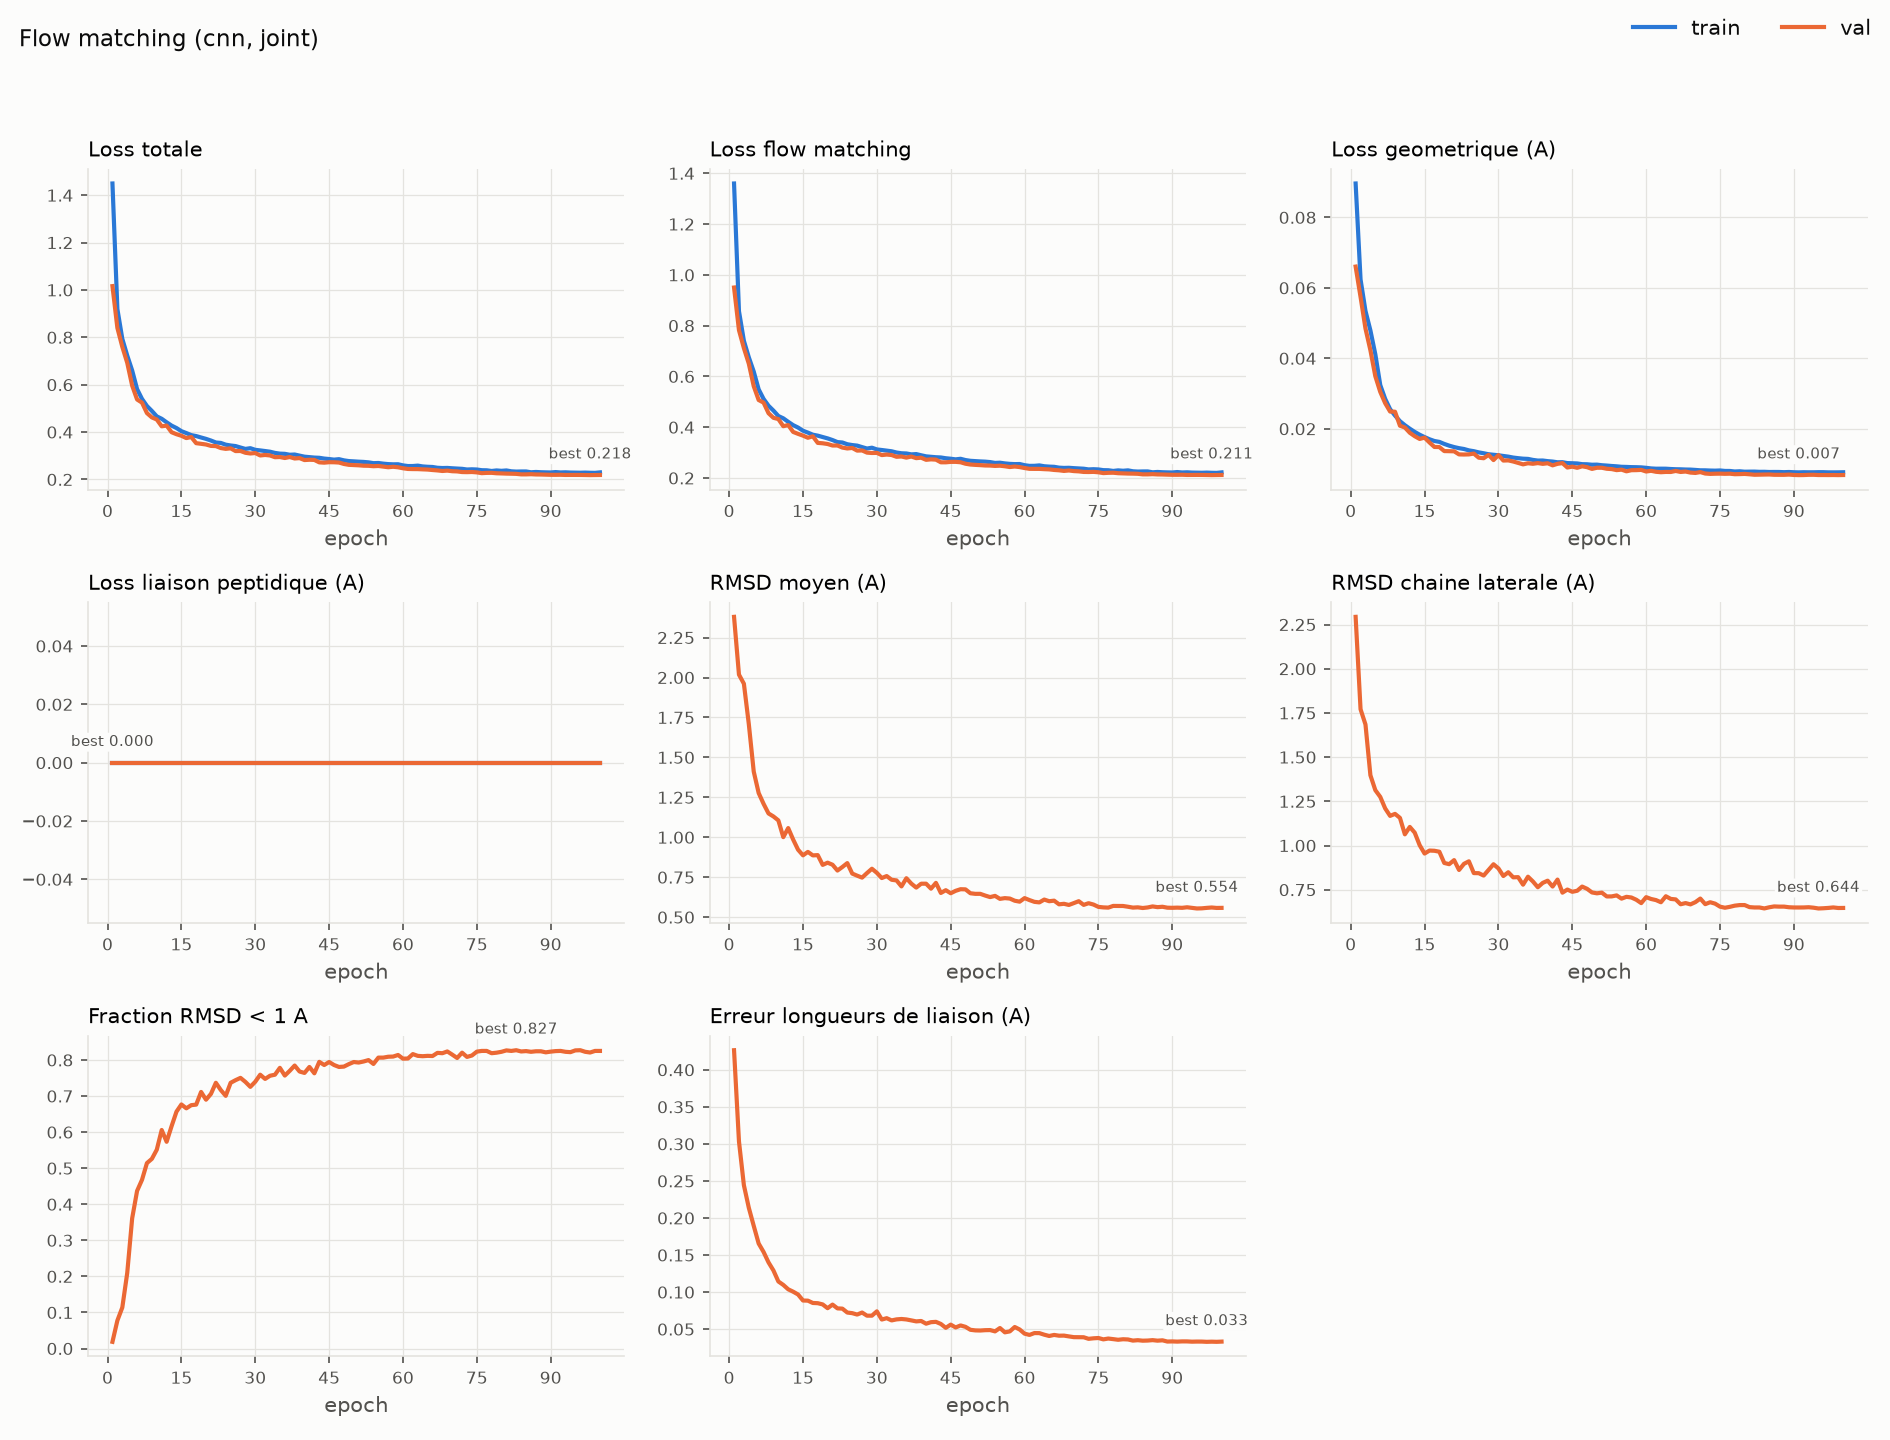 Flow matching (cnn, joint)
train
val
Loss totale
1.4
1.2
1.0
0.8
0.6
0.4
0.2
best 0.218
0 15 30 45 60 75 90
epoch
Loss flow matching
1.4
1.2
1.0
0.8
0.6
0.4
0.2
best 0.211
0 15 30 45 60 75 90
epoch
Loss geometrique (A)
0.08
0.06
0.04
0.02
best 0.007
0 15 30 45 60 75 90
epoch
Loss liaison peptidique (A)
0.04
0.02
best 0.000
0.00
−0.02
−0.04
0 15 30 45 60 75 90
epoch
RMSD moyen (A)
2.25
2.00
1.75
1.50
1.25
1.00
0.75
0.50
best 0.554
0 15 30 45 60 75 90
epoch
RMSD chaine laterale (A)
2.25
2.00
1.75
1.50
1.25
1.00
0.75
best 0.644
0 15 30 45 60 75 90
epoch
Fraction RMSD < 1 A
best 0.827
0.8
0.7
0.6
0.5
0.4
0.3
0.2
0.1
0.0
0 15 30 45 60 75 90
epoch
Erreur longueurs de liaison (A)
0.40
0.35
0.30
0.25
0.20
0.15
0.10
0.05
best 0.033
0 15 30 45 60 75 90
epoch